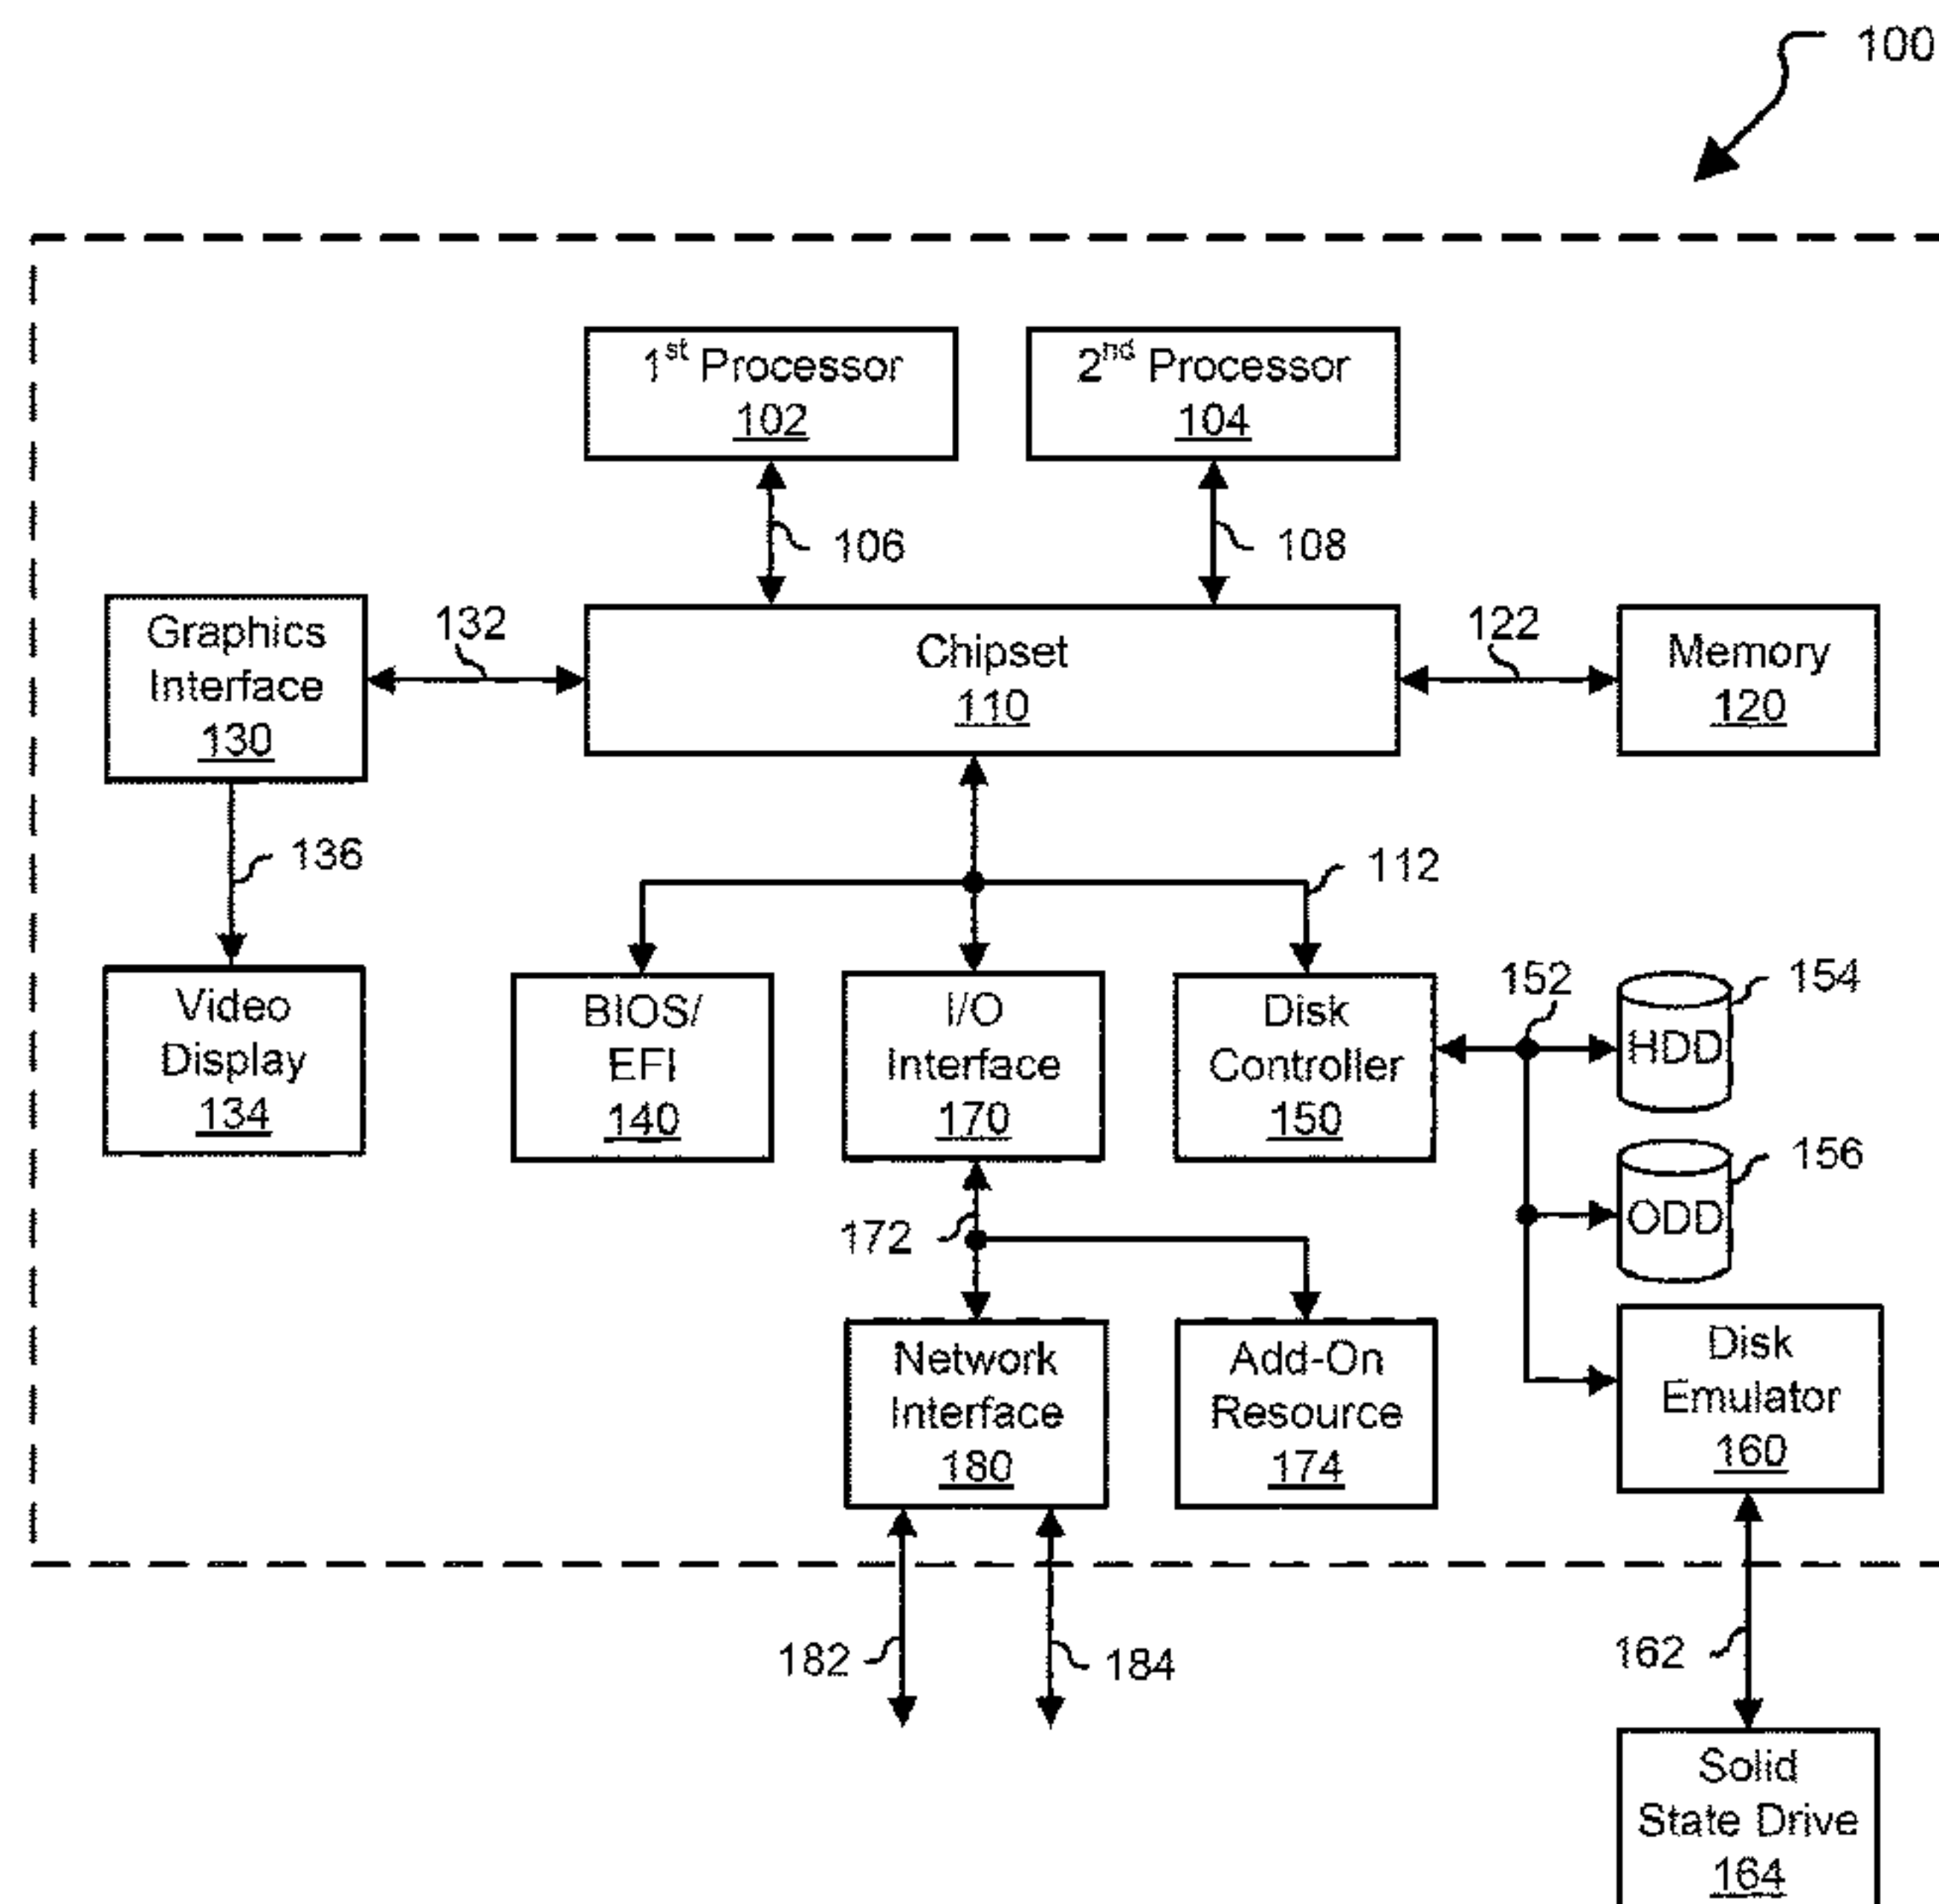 100
1st Processor
102
2nd Processor
104
106
108
Graphics
Interface
130
132
Chipset
110
122
Memory
120
136
112
Video
Display
134
BIOS/
EFI
140
I/O
Interface
170
Disk
Controller
150
152
HDD
154
ODD
156
172
Network
Interface
180
Add-On
Resource
174
Disk
Emulator
160
182
184
162
Solid
State Drive
164